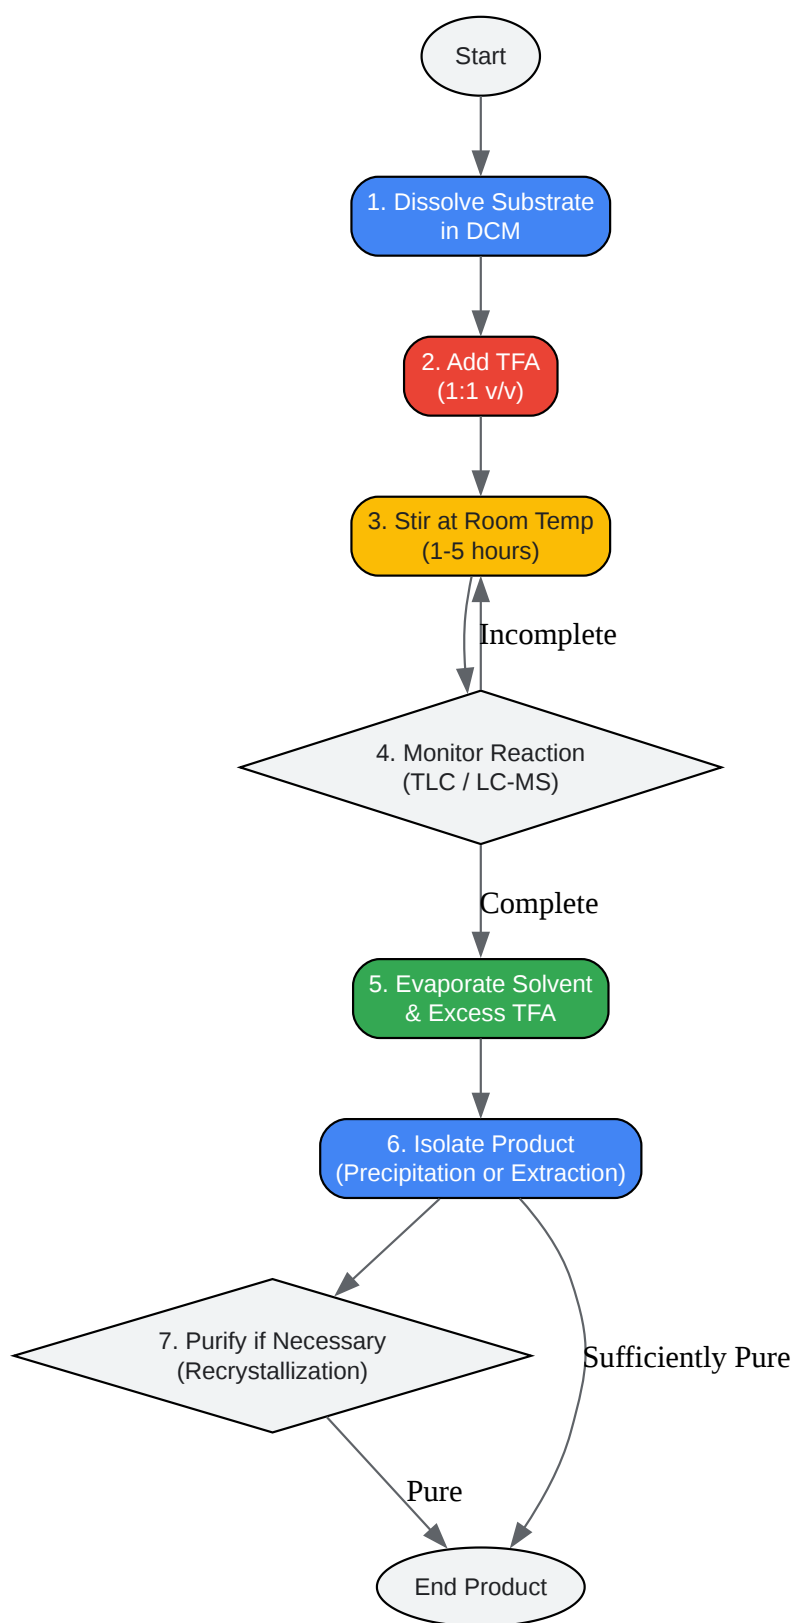 Start
1. Dissolve Substrate
in DCM
2. Add TFA
(1:1 v/v)
3. Stir at Room Temp
(1-5 hours)
Incomplete
4. Monitor Reaction
(TLC / LC-MS)
Complete
5. Evaporate Solvent
& Excess TFA
6. Isolate Product
(Precipitation or Extraction)
7. Purify if Necessary
(Recrystallization)
Sufficiently Pure
Pure
End Product